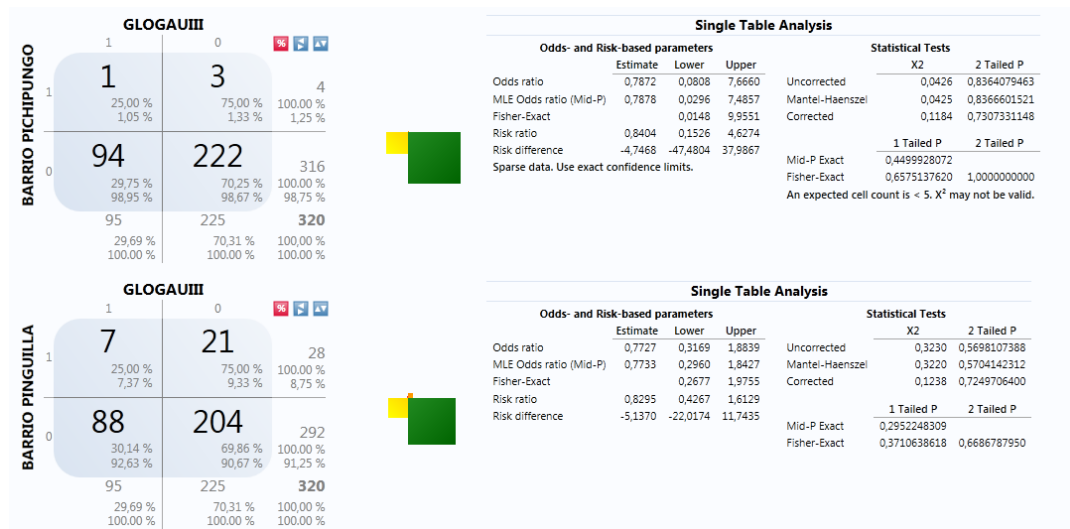 GLOGAUIII
1 0 %
BARRIO PICHIPUNGO
1 1 3 4
25,00 % 75,00 % 100.00 %
1,05 % 1,33 % 1,25 %
0 94 222 316
29,75 % 70,25 % 100.00 %
98,95 % 98,67 % 98,75 %
95 225 320
29,69 % 70,31 % 100,00 %
100.00 % 100.00 % 100.00 %
Single Table Analysis
Odds- and Risk-based parameters
Estimate Lower Upper
Odds ratio 0,7872 0,0808 7,6660
MLE Odds ratio (Mid-P) 0,7878 0,0296 7,4857
Fisher-Exact 0,0148 9,9551
Risk ratio 0,8404 0,1526 4,6274
Risk difference -4,7468 -47,4804 37,9867
Sparse data. Use exact confidence limits.
Statistical Tests
X2 2 Tailed P
Uncorrected 0,0426 0,8364079463
Mantel-Haenszel 0,0425 0,8366601521
Corrected 0,1184 0,7307331148
1 Tailed P 2 Tailed P
Mid-P Exact 0,4499928072
Fisher-Exact 0,6575137620 1,0000000000
An expected cell count is < 5. X² may not be valid.
GLOGAUIII
1 0 %
BARRIO PINGUILLA
1 7 21 28
25,00 % 75,00 % 100.00 %
7,37 % 9,33 % 8,75 %
0 88 204 292
30,14 % 69,86 % 100.00 %
92,63 % 90,67 % 91,25 %
95 225 320
29,69 % 70,31 % 100,00 %
100.00 % 100.00 % 100.00 %
Single Table Analysis
Odds- and Risk-based parameters
Estimate Lower Upper
Odds ratio 0,7727 0,3169 1,8839
MLE Odds ratio (Mid-P) 0,7733 0,2960 1,8427
Fisher-Exact 0,2677 1,9755
Risk ratio 0,8295 0,4267 1,6129
Risk difference -5,1370 -22,0174 11,7435
Statistical Tests
X2 2 Tailed P
Uncorrected 0,3230 0,5698107388
Mantel-Haenszel 0,3220 0,5704142312
Corrected 0,1238 0,7249706400
1 Tailed P 2 Tailed P
Mid-P Exact 0,2952248309
Fisher-Exact 0,3710638618 0,6686787950